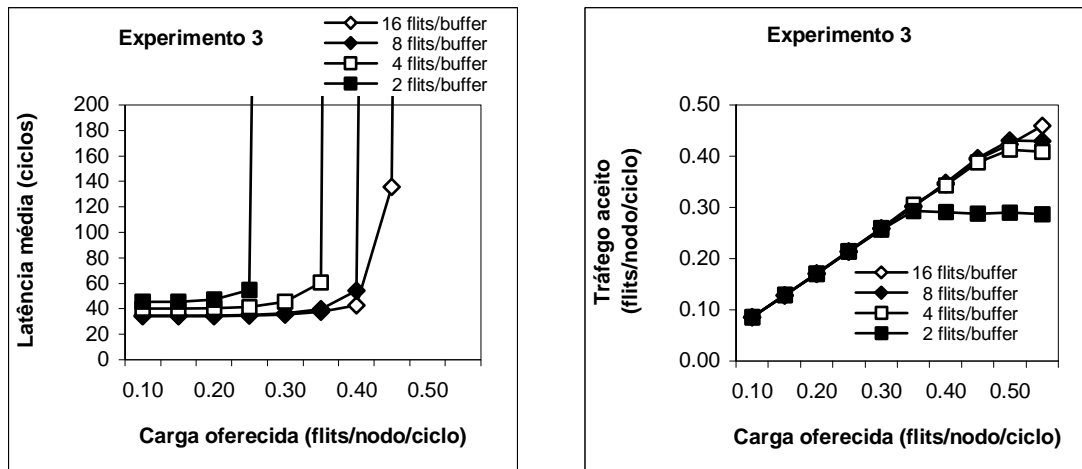 Experimento 3
16 flits/buffer
8 flits/buffer
4 flits/buffer
2 flits/buffer
Latência média (ciclos)
200
180
160
140
120
100
80
60
40
20
0
0.10 0.20 0.30 0.40 0.50
Carga oferecida (flits/nodo/ciclo)
Experimento 3
Tráfego aceito
(flits/nodo/ciclo)
0.50
0.40
0.30
0.20
0.10
0.00
16 flits/buffer
8 flits/buffer
4 flits/buffer
2 flits/buffer
0.10 0.20 0.30 0.40 0.50
Carga oferecida (flits/nodo/ciclo)